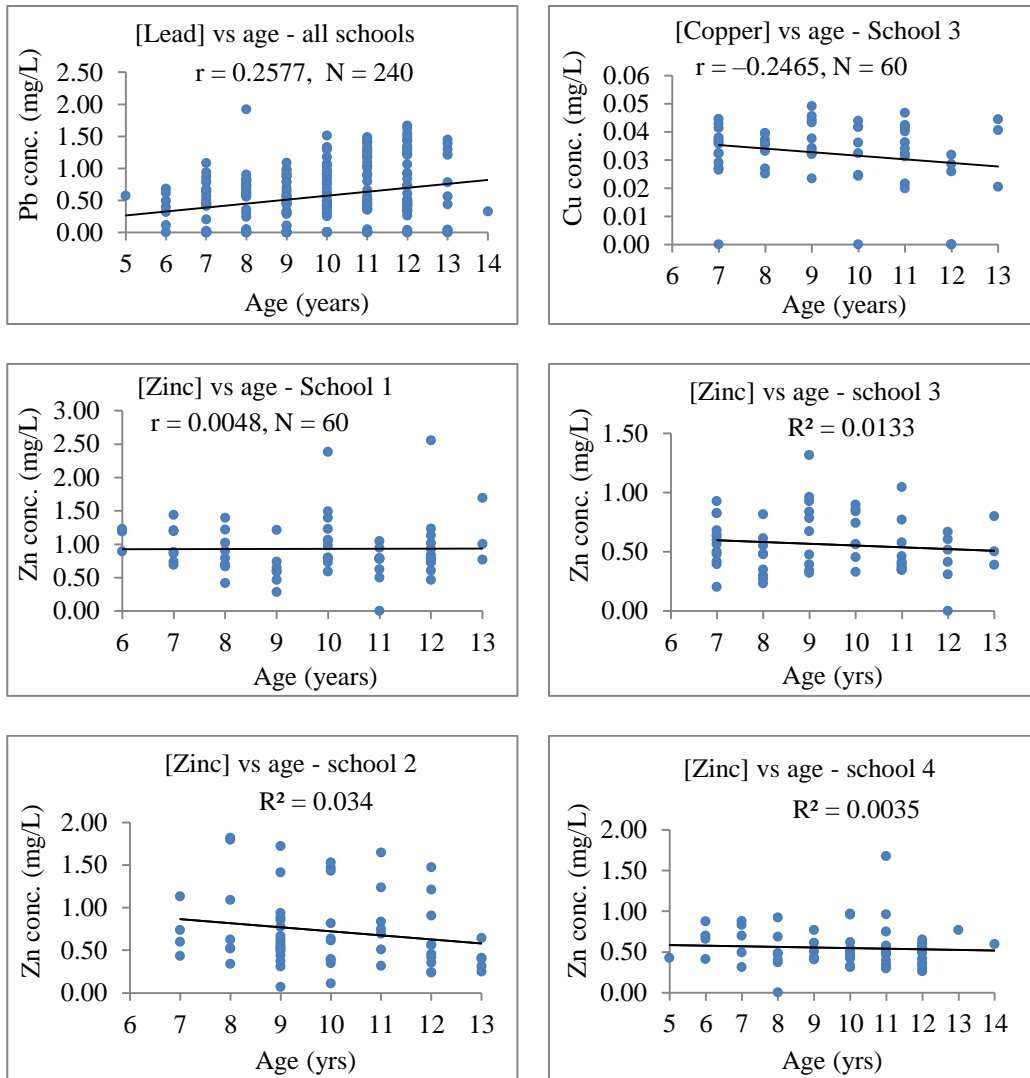 [Lead] vs age - all schools
r = 0.2577,  N = 240
Pb conc. (mg/L)
2.50
2.00
1.50
1.00
0.50
0.00
5 6 7 8 9 10 11 12 13 14
Age (years)
[Copper] vs age - School 3
r = –0.2465, N = 60
Cu conc. (mg/L)
0.06
0.05
0.04
0.03
0.02
0.01
0.00
6 7 8 9 10 11 12 13
Age (years)
[Zinc] vs age - School 1
r = 0.0048, N = 60
Zn conc. (mg/L)
3.00
2.50
2.00
1.50
1.00
0.50
0.00
6 7 8 9 10 11 12 13
Age (years)
[Zinc] vs age - school 3
R² = 0.0133
Zn conc. (mg/L)
1.50
1.00
0.50
0.00
6 7 8 9 10 11 12 13
Age (yrs)
[Zinc] vs age - school 2
R² = 0.034
Zn conc. (mg/L)
2.00
1.50
1.00
0.50
0.00
6 7 8 9 10 11 12 13
Age (yrs)
[Zinc] vs age - school 4
R² = 0.0035
Zn conc. (mg/L)
2.00
1.50
1.00
0.50
0.00
5 6 7 8 9 10 11 12 13 14
Age (yrs)